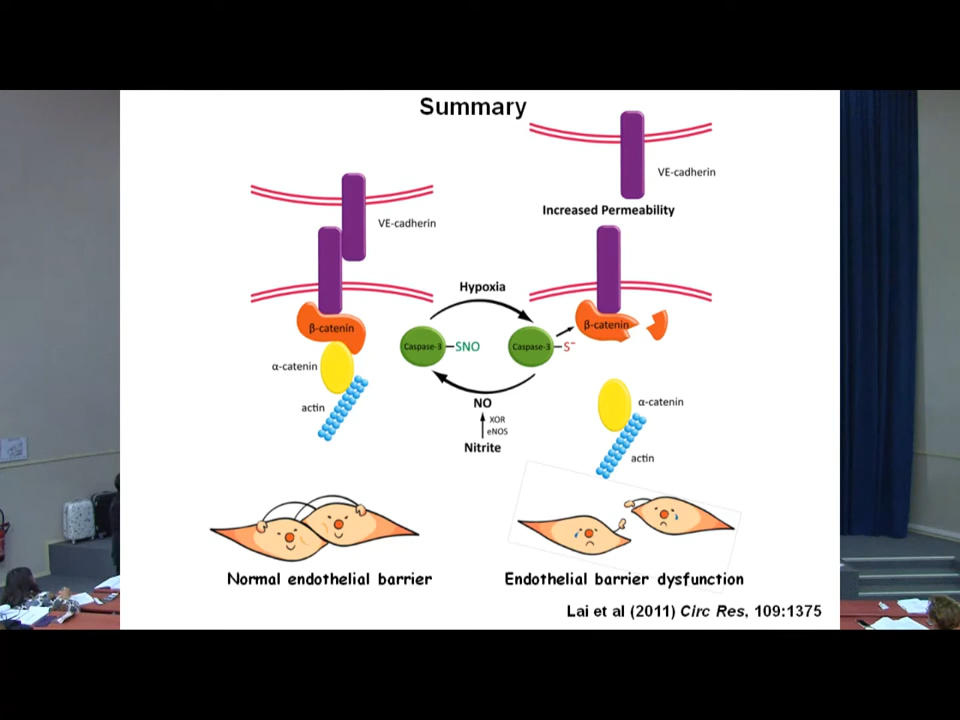 Summary
VE-cadherin
Increased Permeability
VE-cadherin
Hypoxia
β-catenin
Caspase-3
SNO
Caspase-3
S⁻
β-catenin
α-catenin
actin
NO
XOR
eNOS
Nitrite
α-catenin
actin
Normal endothelial barrier
Endothelial barrier dysfunction
Lai et al (2011) Circ Res, 109:1375